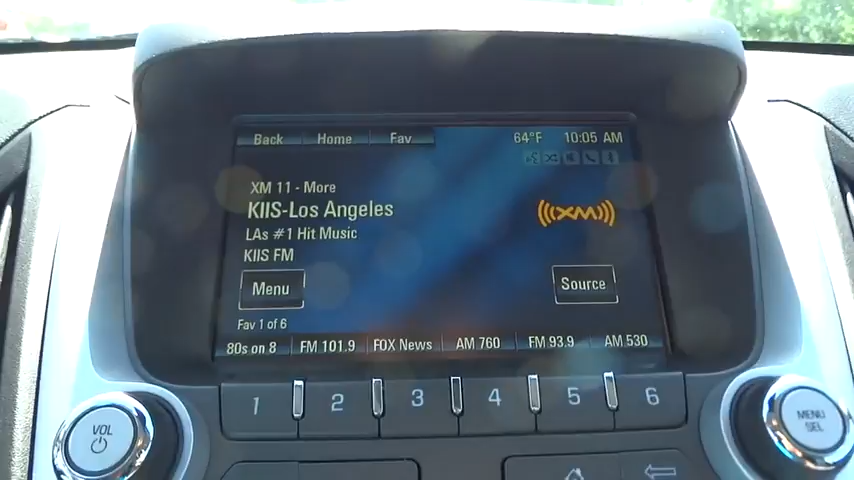 Back Home Fav 64°F 10:05 AM
XM 11 - More
KIIS-Los Angeles
LAs #1 Hit Music
KIIS FM
XM
Menu Source
Fav 1 of 6
80s on 8 FM 101.9 FOX News AM 760 FM 93.9 AM 530
1 2 3 4 5 6
VOL
MENU
SEL